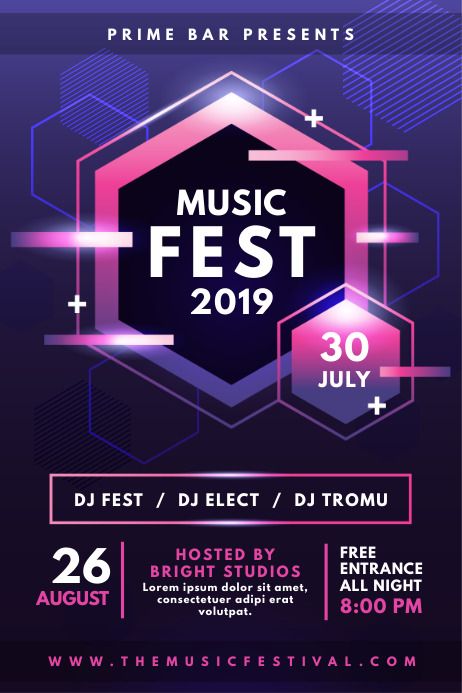 PRIME BAR PRESENTS
MUSIC
FEST
2019
30
JULY
DJ FEST / DJ ELECT / DJ TROMU
26
AUGUST
HOSTED BY
BRIGHT STUDIOS
Lorem ipsum dolor sit amet,
consectetuer adipi erat
volutpat.
FREE
ENTRANCE
ALL NIGHT
8:00 PM
WWW.THEMUSICFESTIVAL.COM